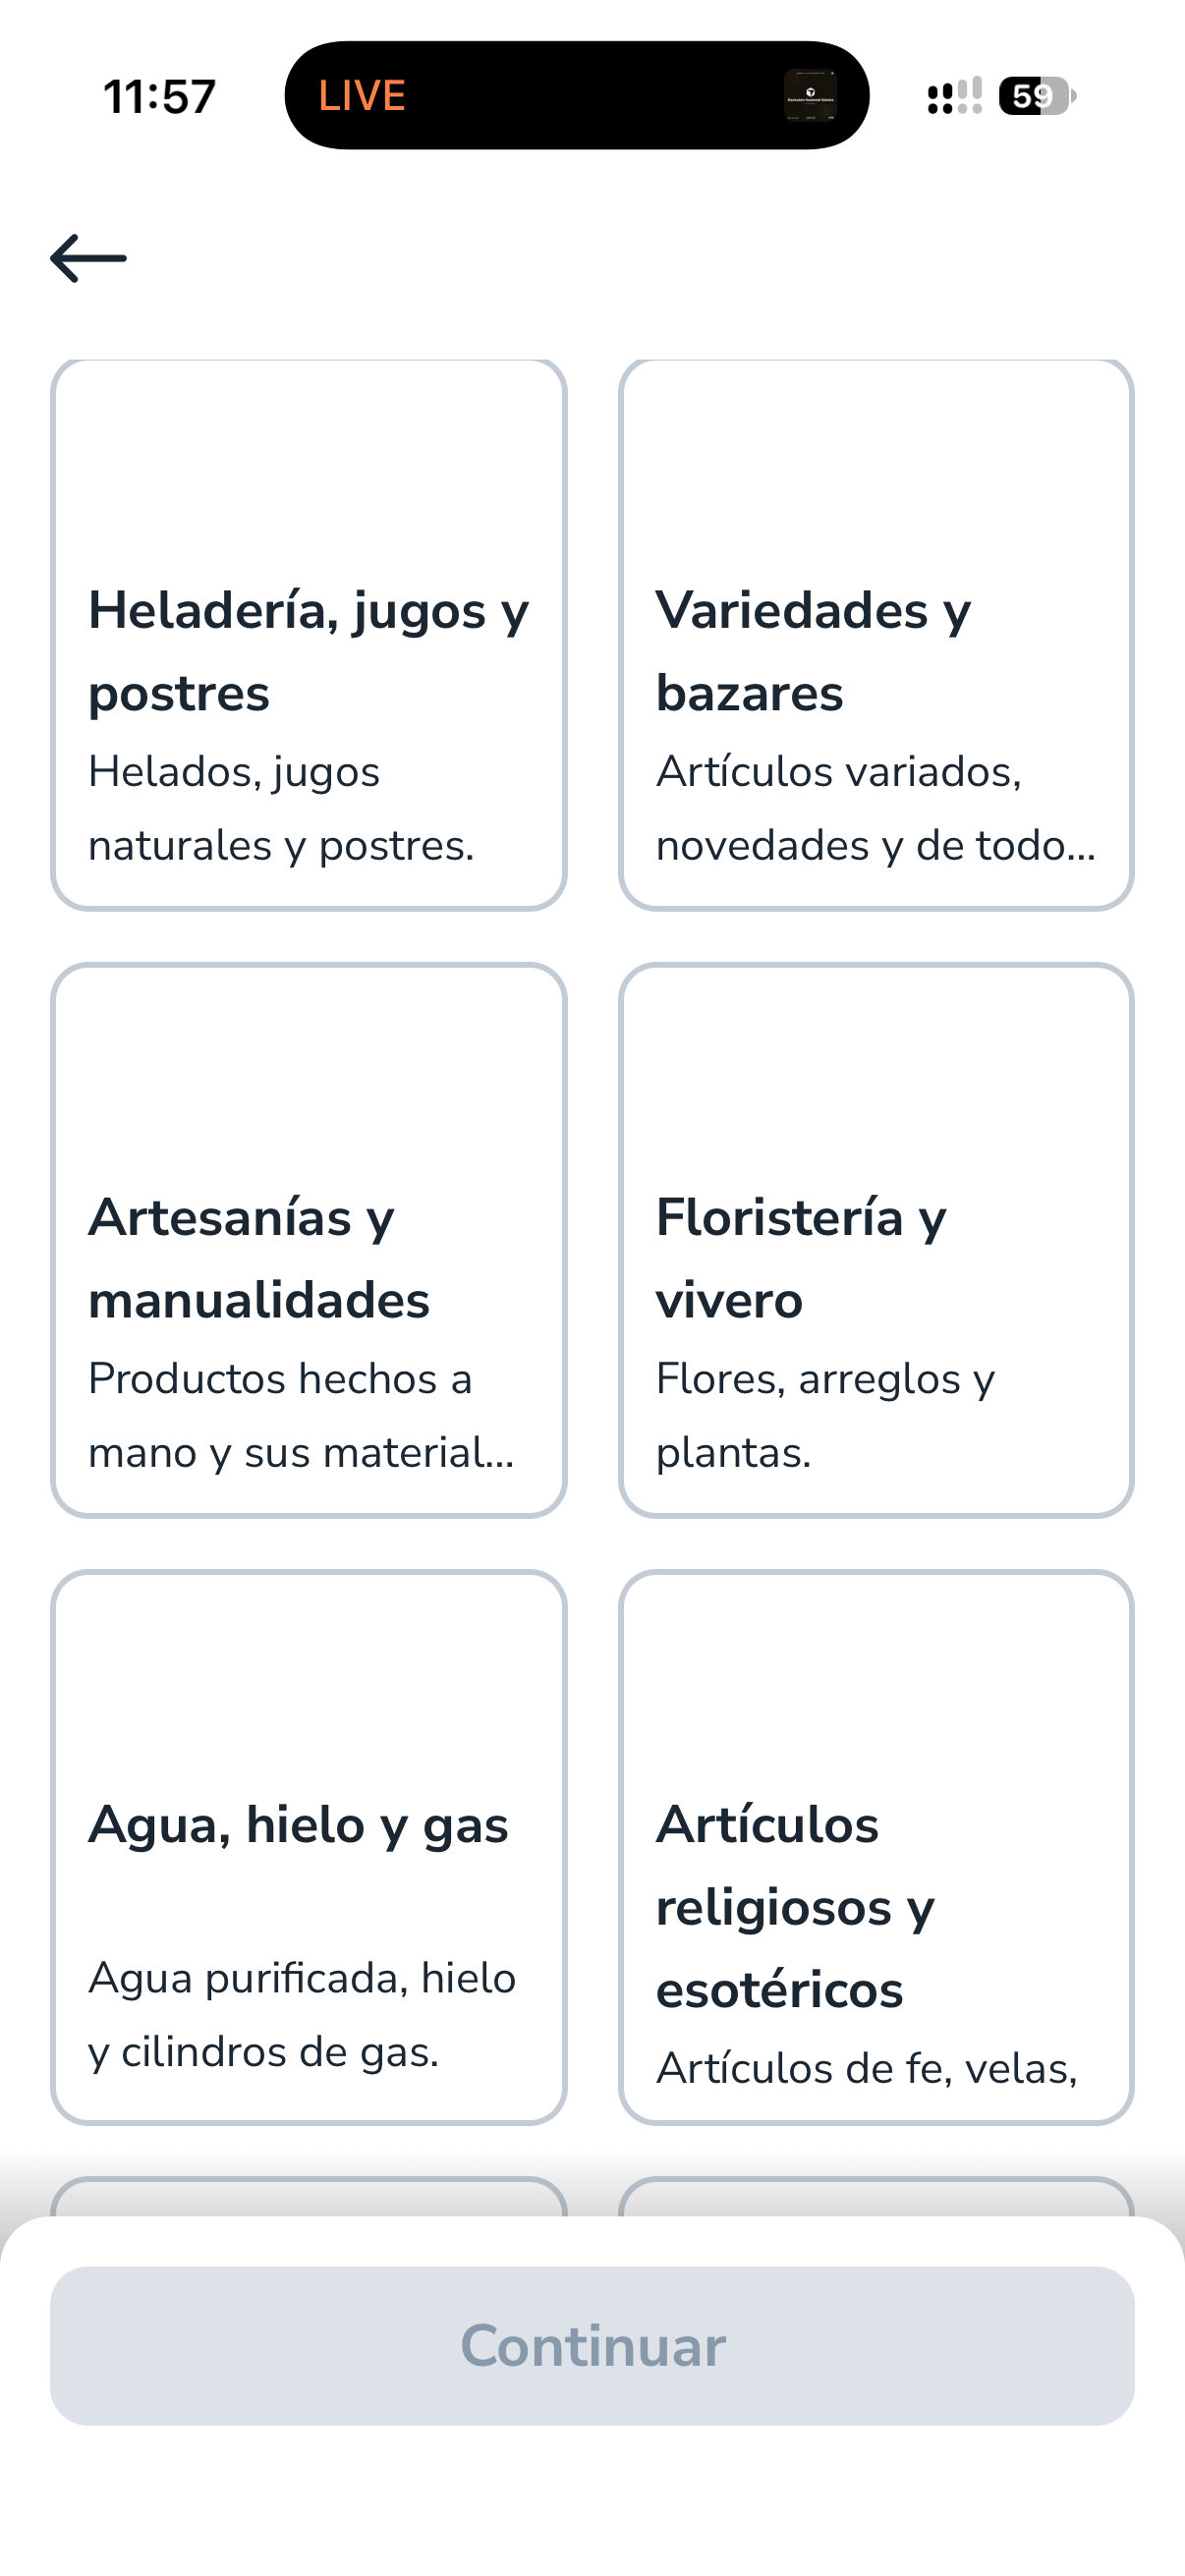 11:57
LIVE
59
Heladería, jugos y
postres
Helados, jugos
naturales y postres.
Variedades y
bazares
Artículos variados,
novedades y de todo...
Artesanías y
manualidades
Productos hechos a
mano y sus material...
Floristería y
vivero
Flores, arreglos y
plantas.
Agua, hielo y gas
Agua purificada, hielo
y cilindros de gas.
Artículos
religiosos y
esotéricos
Artículos de fe, velas,
Continuar